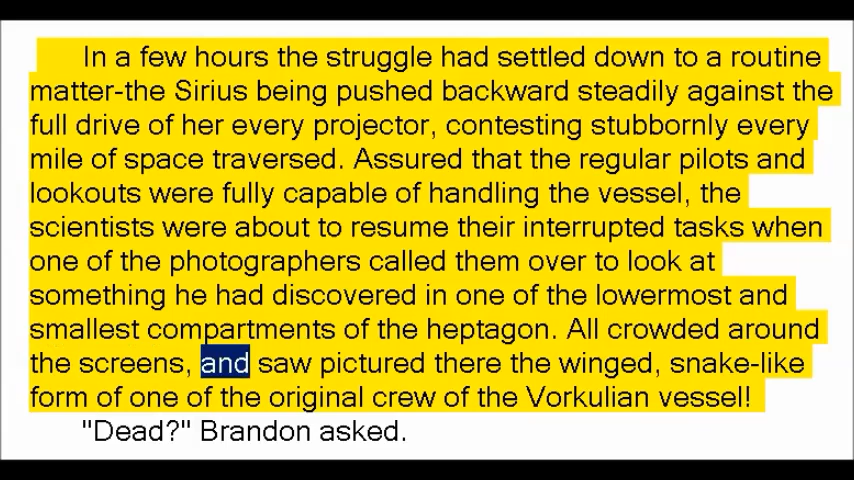 In a few hours the struggle had settled down to a routine
matter-the Sirius being pushed backward steadily against the
full drive of her every projector, contesting stubbornly every
mile of space traversed. Assured that the regular pilots and
lookouts were fully capable of handling the vessel, the
scientists were about to resume their interrupted tasks when
one of the photographers called them over to look at
something he had discovered in one of the lowermost and
smallest compartments of the heptagon. All crowded around
the screens, and saw pictured there the winged, snake-like
form of one of the original crew of the Vorkulian vessel!
"Dead?" Brandon asked.